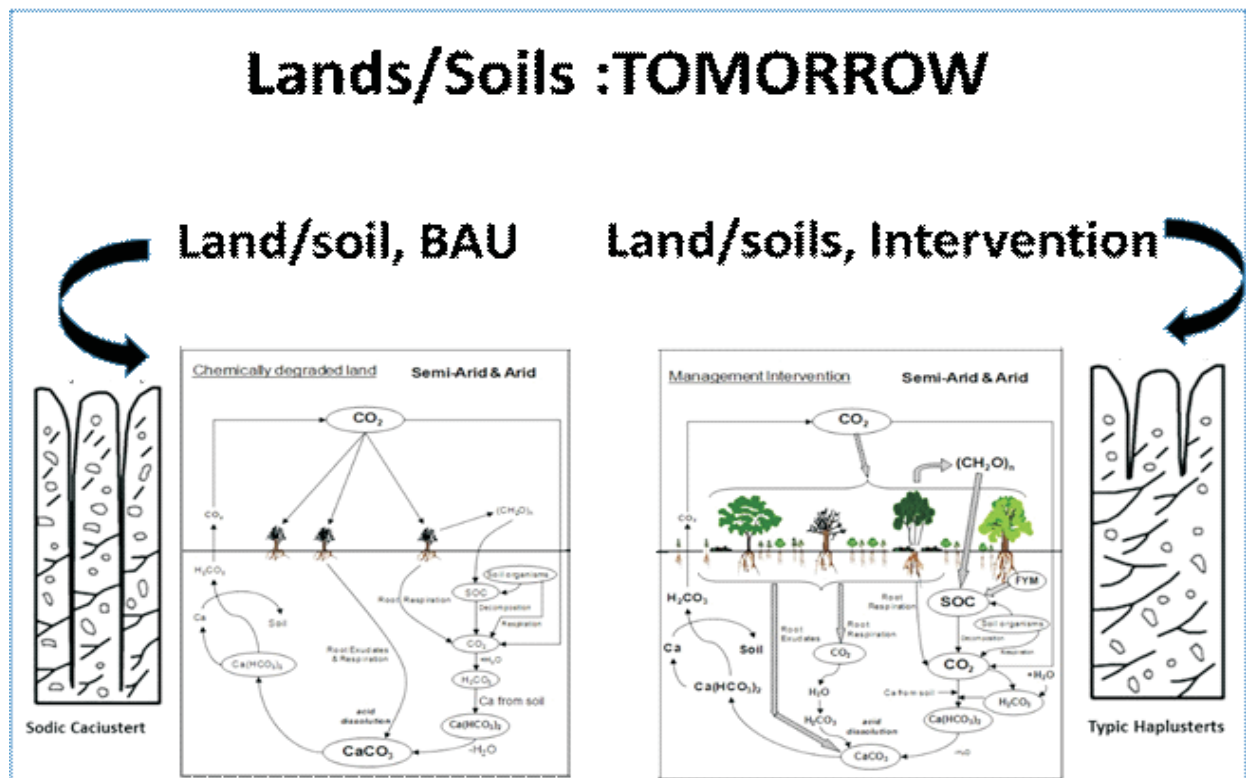 Lands/Soils :TOMORROW
Land/soil, BAU
Land/soils, Intervention
Chemically degraded land
Semi-Arid & Arid
CO₂
CO₂
(CH₂O)ₙ
H₂CO₃
Soil organisms
SOC
Root Respiration
Decomposition
Respiration
Ca
Soil
CO₂
+H₂O
Root Exudates
& Respiration
Ca(HCO₃)₂
H₂CO₃
Ca from soil
acid
dissolution
Ca(HCO₃)₂
CaCO₃
-H₂O
Sodic Caciustert
Management Intervention
Semi-Arid & Arid
CO₂
(CH₂O)ₙ
CO₂
FYM
H₂CO₃
Root
Respiration
SOC
Soil organisms
Root
Exudates
Root
Respiration
Decomposition
Respiration
Ca
Soil
CO₂
CO₂
+H₂O
Ca(HCO₃)₂
H₂O
Ca from soil
H₂CO₃
H₂CO₃
acid
dissolution
Ca(HCO₃)₂
CaCO₃
-H₂O
Typic Haplusterts